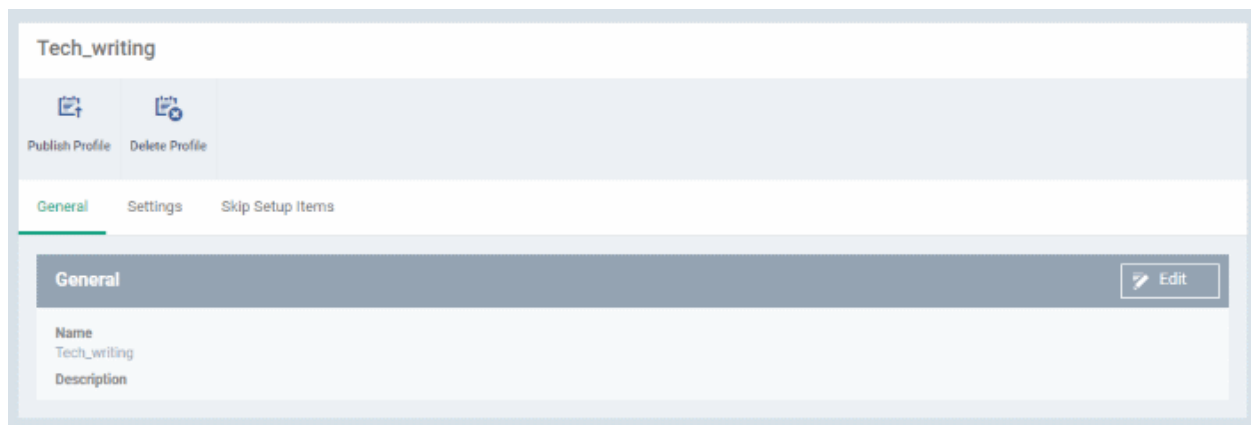 Tech_writing
Publish Profile Delete Profile
General Settings Skip Setup Items
General Edit
Name
Tech_writing
Description